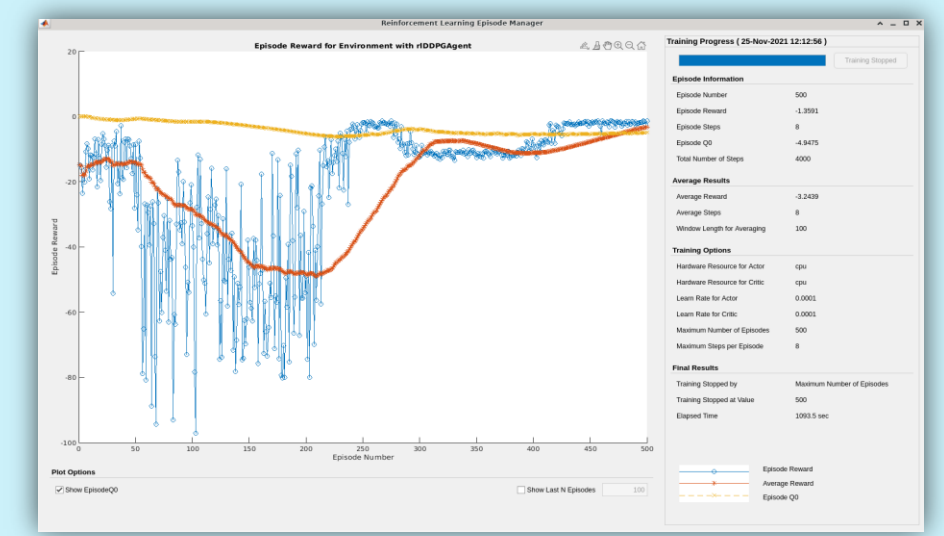 Reinforcement Learning Episode Manager
Episode Reward for Environment with rlDDPGAgent
20
0
-20
-40
-60
-80
-100
Episode Reward
0 50 100 150 200 250 300 350 400 450 500
Episode Number
Plot Options
Show EpisodeQ0
Show Last N Episodes 100
Training Progress ( 25-Nov-2021 12:12:56 )
Training Stopped
Episode Information
Episode Number 500
Episode Reward -1.3591
Episode Steps 8
Episode Q0 -4.9475
Total Number of Steps 4000
Average Results
Average Reward -3.2439
Average Steps 8
Window Length for Averaging 100
Training Options
Hardware Resource for Actor cpu
Hardware Resource for Critic cpu
Learn Rate for Actor 0.0001
Learn Rate for Critic 0.0001
Maximum Number of Episodes 500
Maximum Steps per Episode 8
Final Results
Training Stopped by Maximum Number of Episodes
Training Stopped at Value 500
Elapsed Time 1093.5 sec
Episode Reward
Average Reward
Episode Q0